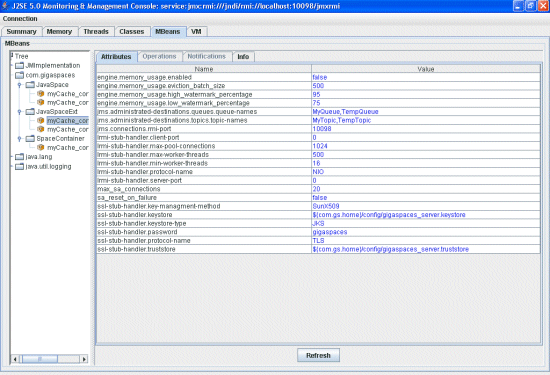 J2SE 5.0 Monitoring & Management Console: service:jmx:rmi:///jndi/rmi://localhost:10098/jmxrmi
Connection
Summary Memory Threads Classes MBeans VM
MBeans
Tree
JMImplementation
com.gigaspaces
JavaSpace
myCache_cor
myCache_cor
JavaSpaceExt
myCache_cor
myCache_cor
SpaceContainer
myCache_cor
java.lang
java.util.logging
Attributes Operations Notifications Info
Name Value
engine.memory_usage.enabled false
engine.memory_usage.eviction_batch_size 500
engine.memory_usage.high_watermark_percentage 95
engine.memory_usage.low_watermark_percentage 75
jms.administrated-destinations.queues.queue-names MyQueue,TempQueue
jms.administrated-destinations.topics.topic-names MyTopic,TempTopic
jms.connections.rmi-port 10098
lrmi-stub-handler.client-port 0
lrmi-stub-handler.max-pool-connections 1024
lrmi-stub-handler.max-worker-threads 500
lrmi-stub-handler.min-worker-threads 16
lrmi-stub-handler.protocol-name NIO
lrmi-stub-handler.server-port 0
max_sa_connections 20
sa_reset_on_failure false
ssl-stub-handler.key-managment-method SunX509
ssl-stub-handler.keystore $(com.gs.home)/config/gigaspaces_server.keystore
ssl-stub-handler.keystore-type JKS
ssl-stub-handler.password gigaspaces
ssl-stub-handler.protocol-name TLS
ssl-stub-handler.truststore $(com.gs.home)/config/gigaspaces_server.truststore
Refresh